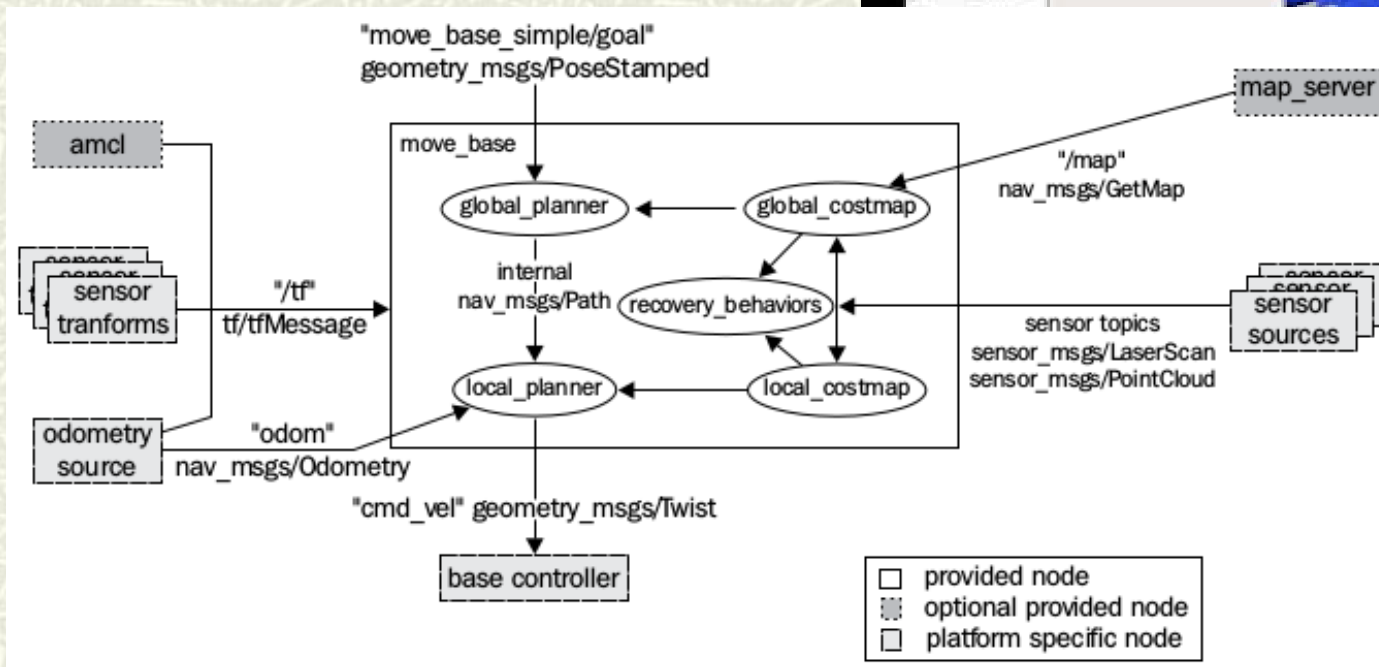 "move_base_simple/goal"
geometry_msgs/PoseStamped
map_server
amcl
move_base
"/map"
nav_msgs/GetMap
global_planner
global_costmap
internal
nav_msgs/Path
sensor
tranforms
"/tf"
tf/tfMessage
recovery_behaviors
sensor
sources
sensor topics
sensor_msgs/LaserScan
sensor_msgs/PointCloud
local_planner
local_costmap
odometry
source
"odom"
nav_msgs/Odometry
"cmd_vel" geometry_msgs/Twist
base controller
provided node
optional provided node
platform specific node